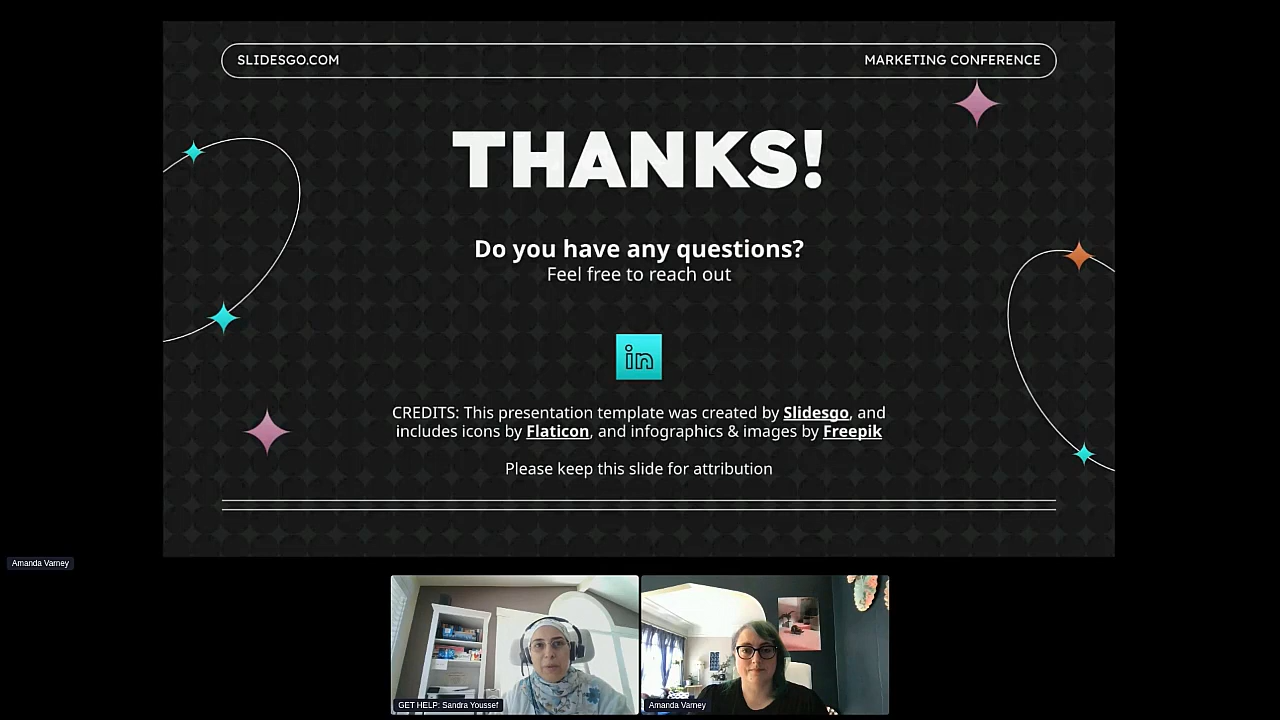 SLIDESGO.COM
MARKETING CONFERENCE
THANKS!
Do you have any questions?
Feel free to reach out
in
CREDITS: This presentation template was created by Slidesgo, and
includes icons by Flaticon, and infographics & images by Freepik
Please keep this slide for attribution
Amanda Varney
GET HELP: Sandra Youssef
Amanda Varney